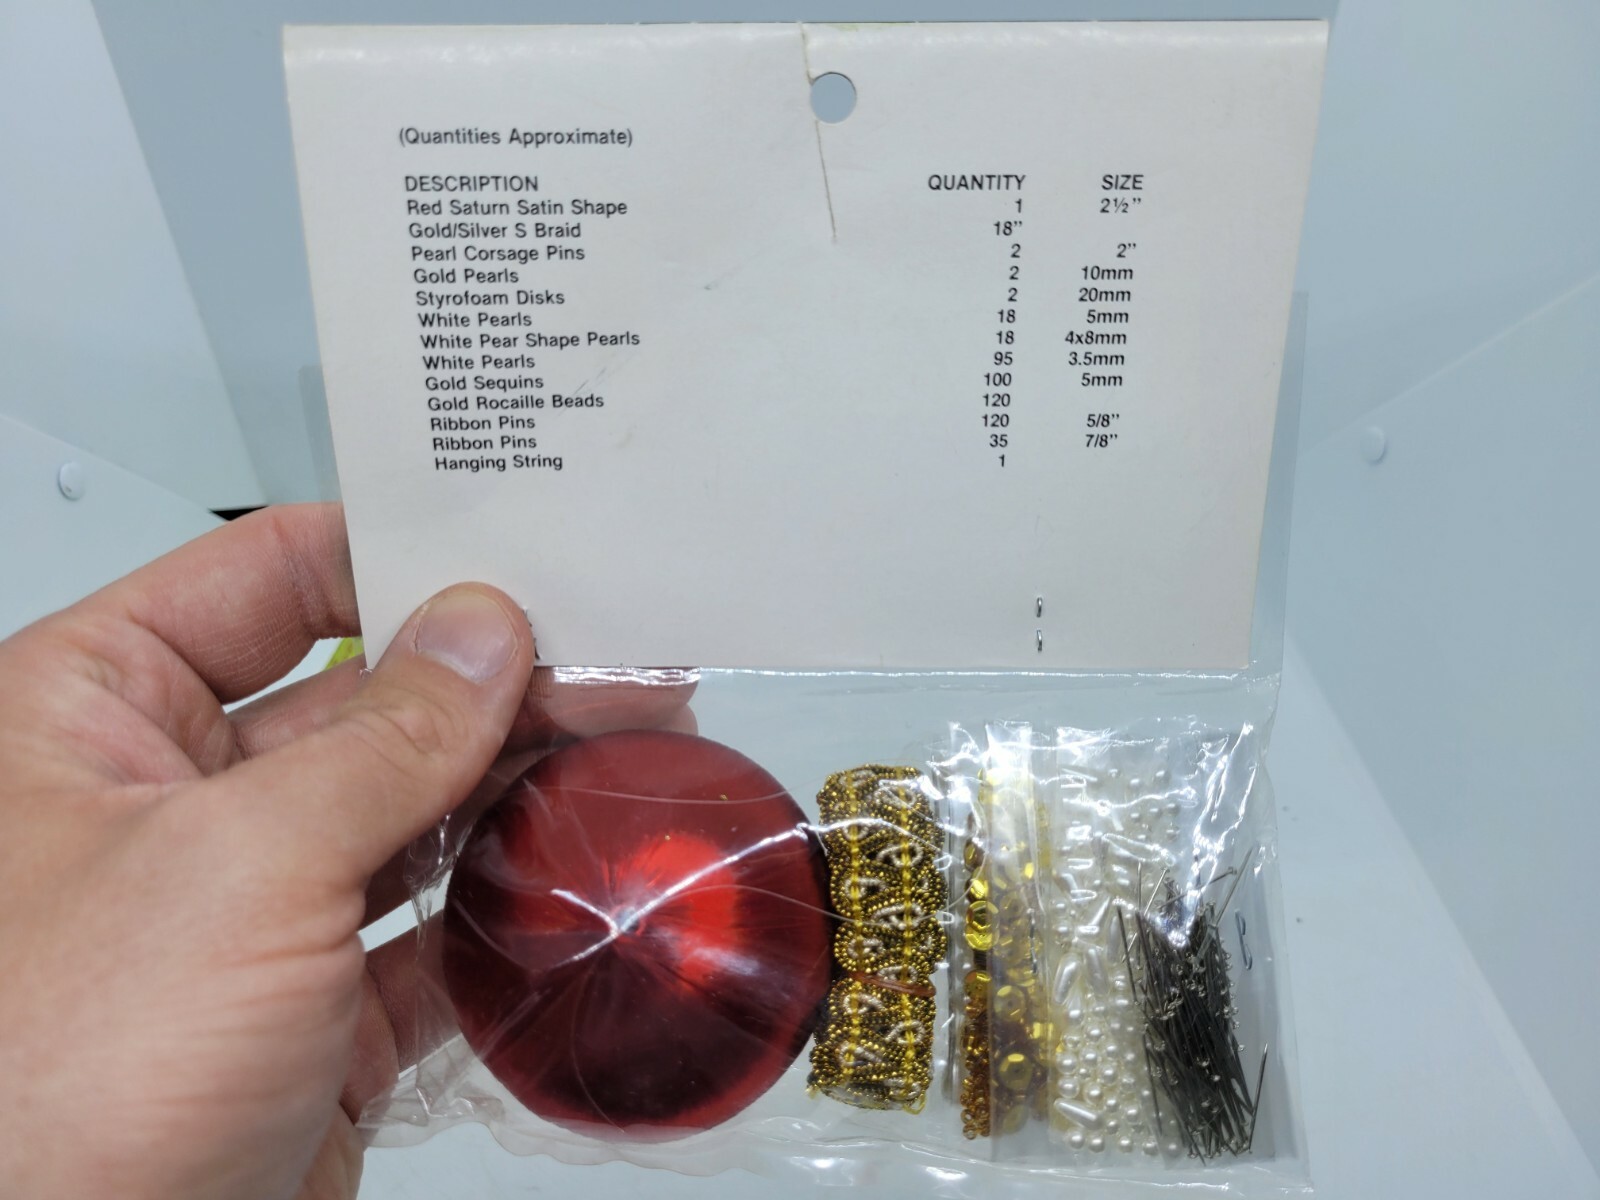 (Quantities Approximate)
DESCRIPTION QUANTITY SIZE
Red Saturn Satin Shape 1 2½"
Gold/Silver S Braid 18"
Pearl Corsage Pins 2 2"
Gold Pearls 2 10mm
Styrofoam Disks 2 20mm
White Pearls 18 5mm
White Pear Shape Pearls 18 4x8mm
White Pearls 95 3.5mm
Gold Sequins 100 5mm
Gold Rocaille Beads 120
Ribbon Pins 120 5/8"
Ribbon Pins 35 7/8"
Hanging String 1